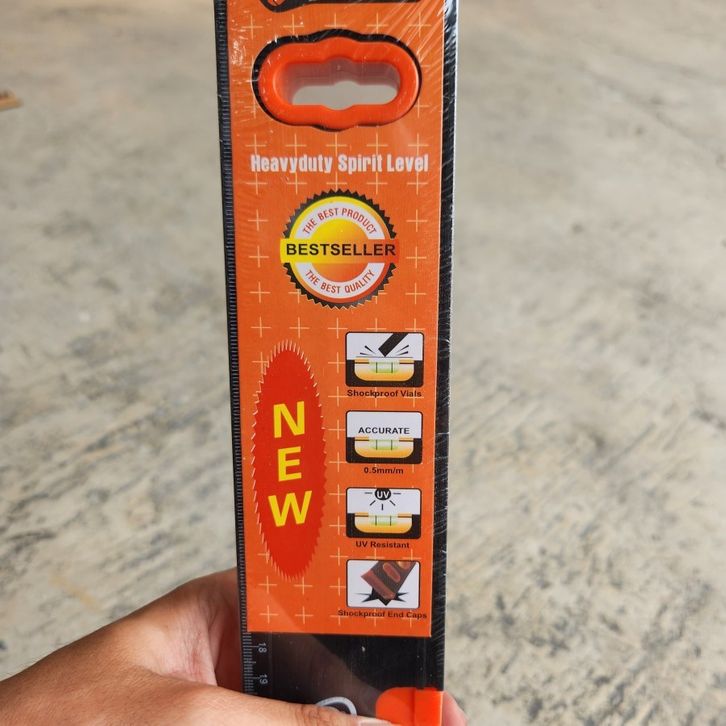 Heavyduty Spirit Level
THE BEST PRODUCT
BESTSELLER
THE BEST QUALITY
NEW
Shockproof Vials
ACCURATE
0.5mm/m
UV
UV Resistant
Shockproof End Caps
18
19